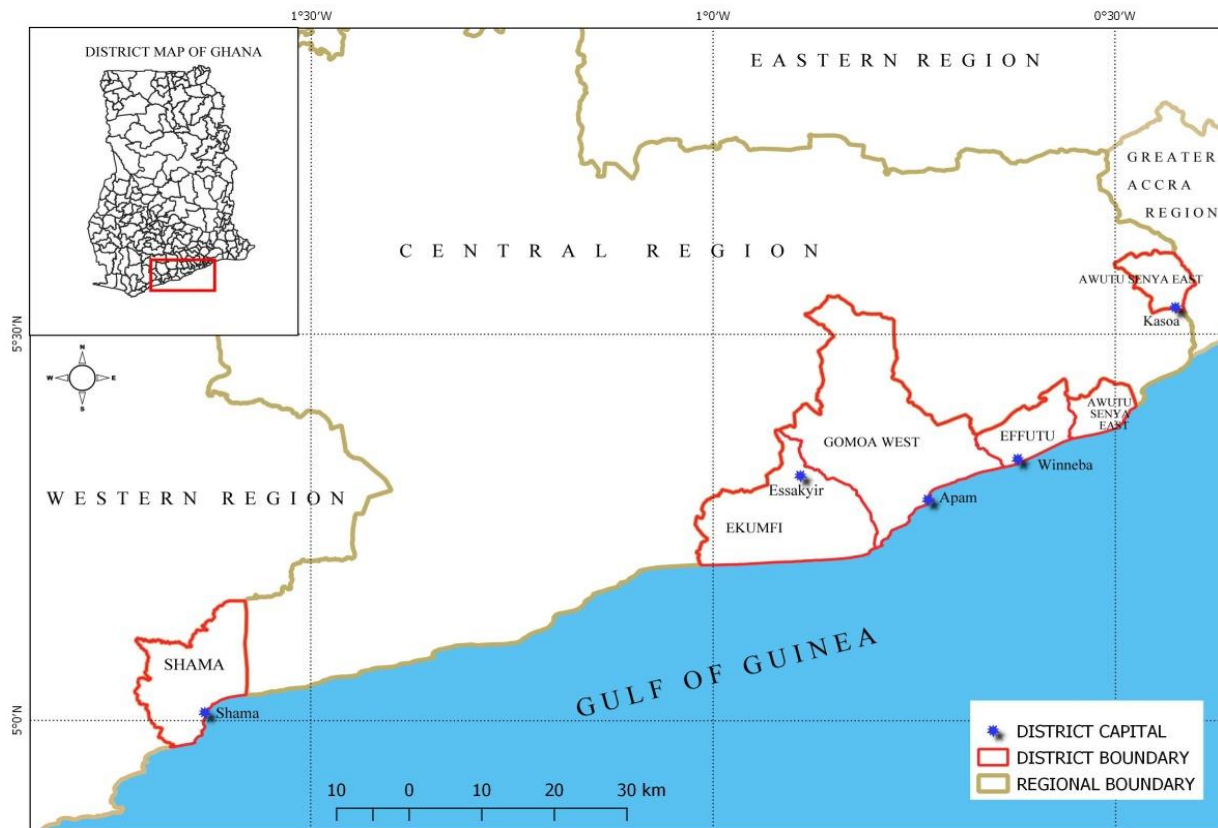 1°30'W
1°0'W
0°30'W
DISTRICT MAP OF GHANA
EASTERN REGION
GREATER
ACCRA
REGION
CENTRAL REGION
AWUTU SENYA EAST
Kasoa
5°30'N
N
W E
S
AWUTU
SENYA
EAST
GOMOA WEST
EFFUTU
Winneba
WESTERN REGION
Essakyir
Apam
EKUMFI
SHAMA
GULF OF GUINEA
Shama
5°0'N
DISTRICT CAPITAL
DISTRICT BOUNDARY
REGIONAL BOUNDARY
10 0 10 20 30 km